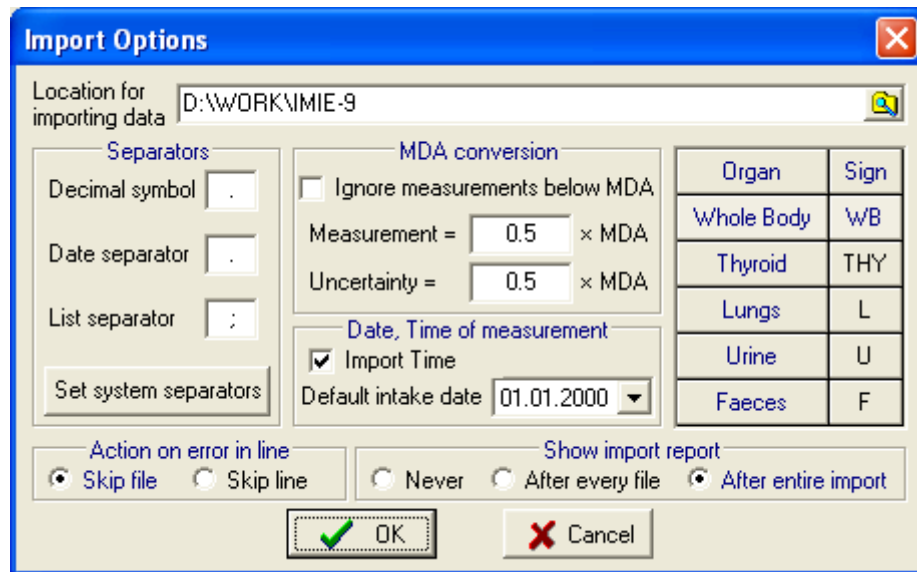 Import Options
Location for
importing data
D:\WORK\IMIE-9
Separators
Decimal symbol .
Date separator .
List separator ;
Set system separators
MDA conversion
Ignore measurements below MDA
Measurement = 0.5 × MDA
Uncertainty = 0.5 × MDA
Date, Time of measurement
Import Time
Default intake date 01.01.2000
Organ Sign
Whole Body WB
Thyroid THY
Lungs L
Urine U
Faeces F
Action on error in line
Skip file Skip line
Show import report
Never After every file After entire import
OK Cancel